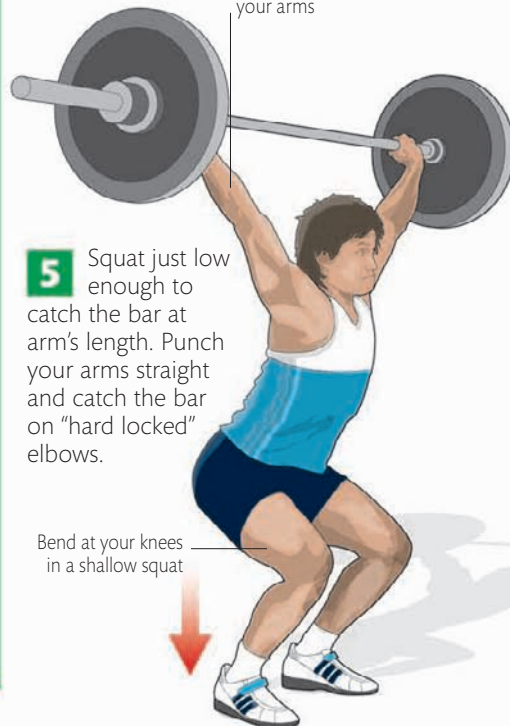 your arms
5 Squat just low
enough to
catch the bar at
arm's length. Punch
your arms straight
and catch the bar
on "hard locked"
elbows.
Bend at your knees
in a shallow squat